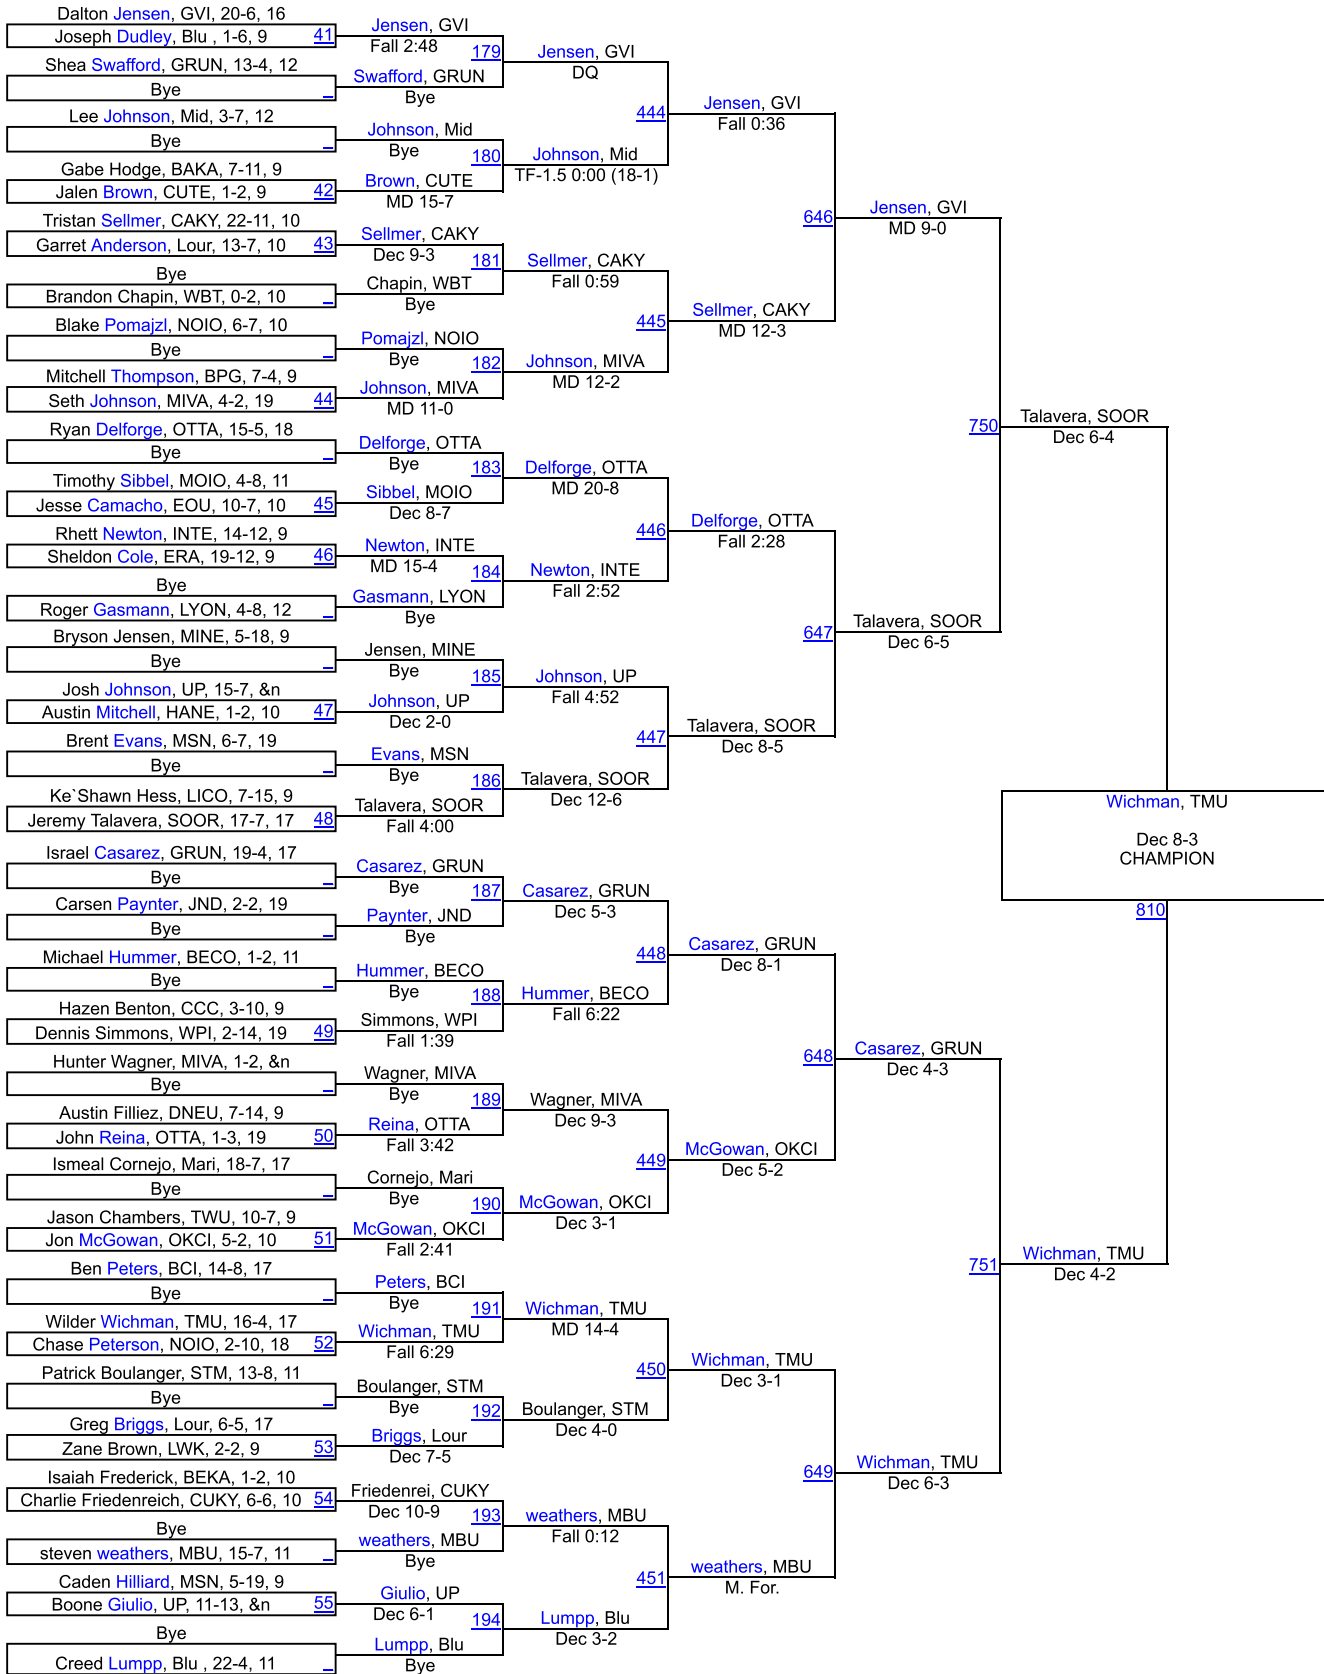 Dalton Jensen, GVI, 20-6, 16
Joseph Dudley, Blu , 1-6, 9 41
Shea Swafford, GRUN, 13-4, 12
Bye
Lee Johnson, Mid, 3-7, 12
Bye
Gabe Hodge, BAKA, 7-11, 9
Jalen Brown, CUTE, 1-2, 9 42
Tristan Sellmer, CAKY, 22-11, 10
Garret Anderson, Lour, 13-7, 10 43
Bye
Brandon Chapin, WBT, 0-2, 10
Blake Pomajzl, NOIO, 6-7, 10
Bye
Mitchell Thompson, BPG, 7-4, 9
Seth Johnson, MIVA, 4-2, 19 44
Ryan Delforge, OTTA, 15-5, 18
Bye
Timothy Sibbel, MOIO, 4-8, 11
Jesse Camacho, EOU, 10-7, 10 45
Rhett Newton, INTE, 14-12, 9
Sheldon Cole, ERA, 19-12, 9 46
Bye
Roger Gasmann, LYON, 4-8, 12
Bryson Jensen, MINE, 5-18, 9
Bye
Josh Johnson, UP, 15-7, &n
Austin Mitchell, HANE, 1-2, 10 47
Brent Evans, MSN, 6-7, 19
Bye
Ke`Shawn Hess, LICO, 7-15, 9
Jeremy Talavera, SOOR, 17-7, 17 48
Israel Casarez, GRUN, 19-4, 17
Bye
Carsen Paynter, JND, 2-2, 19
Bye
Michael Hummer, BECO, 1-2, 11
Bye
Hazen Benton, CCC, 3-10, 9
Dennis Simmons, WPI, 2-14, 19 49
Hunter Wagner, MIVA, 1-2, &n
Bye
Austin Filliez, DNEU, 7-14, 9
John Reina, OTTA, 1-3, 19 50
Ismeal Cornejo, Mari, 18-7, 17
Bye
Jason Chambers, TWU, 10-7, 9
Jon McGowan, OKCI, 5-2, 10 51
Ben Peters, BCI, 14-8, 17
Bye
Wilder Wichman, TMU, 16-4, 17
Chase Peterson, NOIO, 2-10, 18 52
Patrick Boulanger, STM, 13-8, 11
Bye
Greg Briggs, Lour, 6-5, 17
Zane Brown, LWK, 2-2, 9 53
Isaiah Frederick, BEKA, 1-2, 10
Charlie Friedenreich, CUKY, 6-6, 10 54
Bye
steven weathers, MBU, 15-7, 11
Caden Hilliard, MSN, 5-19, 9
Boone Giulio, UP, 11-13, &n 55
Bye
Creed Lumpp, Blu , 22-4, 11
Jensen, GVI
Fall 2:48
179
Swafford, GRUN
Bye
Johnson, Mid
Bye
180
Brown, CUTE
MD 15-7
Sellmer, CAKY
Dec 9-3
181
Chapin, WBT
Bye
Pomajzl, NOIO
Bye
182
Johnson, MIVA
MD 11-0
Delforge, OTTA
Bye
183
Sibbel, MOIO
Dec 8-7
Newton, INTE
MD 15-4
184
Gasmann, LYON
Bye
Jensen, MINE
Bye
185
Johnson, UP
Dec 2-0
Evans, MSN
Bye
186
Talavera, SOOR
Fall 4:00
Casarez, GRUN
Bye
187
Paynter, JND
Bye
Hummer, BECO
Bye
188
Simmons, WPI
Fall 1:39
Wagner, MIVA
Bye
189
Reina, OTTA
Fall 3:42
Cornejo, Mari
Bye
190
McGowan, OKCI
Fall 2:41
Peters, BCI
Bye
191
Wichman, TMU
Fall 6:29
Boulanger, STM
Bye
192
Briggs, Lour
Dec 7-5
Friedenrei, CUKY
Dec 10-9
193
weathers, MBU
Bye
Giulio, UP
Dec 6-1
194
Lumpp, Blu
Bye
Jensen, GVI
DQ
444
Johnson, Mid
TF-1.5 0:00 (18-1)
Sellmer, CAKY
Fall 0:59
445
Johnson, MIVA
MD 12-2
Delforge, OTTA
MD 20-8
446
Newton, INTE
Fall 2:52
Johnson, UP
Fall 4:52
447
Talavera, SOOR
Dec 12-6
Casarez, GRUN
Dec 5-3
448
Hummer, BECO
Fall 6:22
Wagner, MIVA
Dec 9-3
449
McGowan, OKCI
Dec 3-1
Wichman, TMU
MD 14-4
450
Boulanger, STM
Dec 4-0
weathers, MBU
Fall 0:12
451
Lumpp, Blu
Dec 3-2
Jensen, GVI
Fall 0:36
646
Sellmer, CAKY
MD 12-3
Delforge, OTTA
Fall 2:28
647
Talavera, SOOR
Dec 8-5
Casarez, GRUN
Dec 8-1
648
McGowan, OKCI
Dec 5-2
Wichman, TMU
Dec 3-1
649
weathers, MBU
M. For.
Jensen, GVI
MD 9-0
750
Talavera, SOOR
Dec 6-5
Casarez, GRUN
Dec 4-3
751
Wichman, TMU
Dec 6-3
Talavera, SOOR
Dec 6-4
Wichman, TMU
Dec 4-2
Wichman, TMU
Dec 8-3
CHAMPION
810